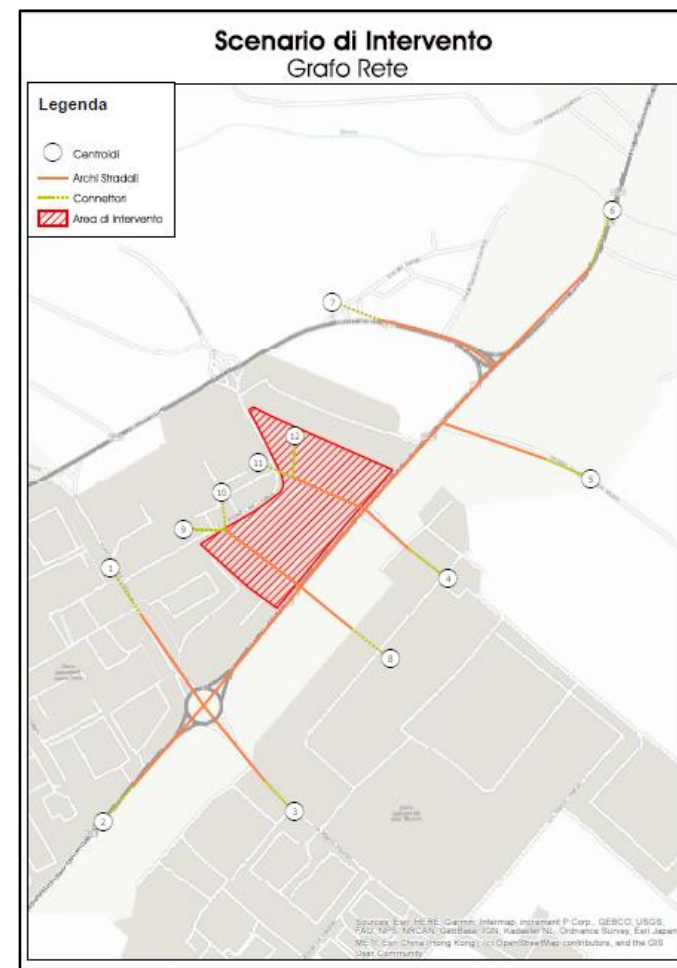 Scenario di Intervento
Grafo Rete
Legenda
Centroidi
Archi Stradali
Connettori
Area di Intervento
6
7
12
11
5
10
9
1
4
8
2
3
Sources: Esri, HERE, Garmin, Intermap, increment P Corp., GEBCO, USGS,
FAO, NPS, NRCAN, GeoBase, IGN, Kadaster NL, Ordnance Survey, Esri Japan,
METI, Esri China (Hong Kong), (c) OpenStreetMap contributors, and the GIS
User Community